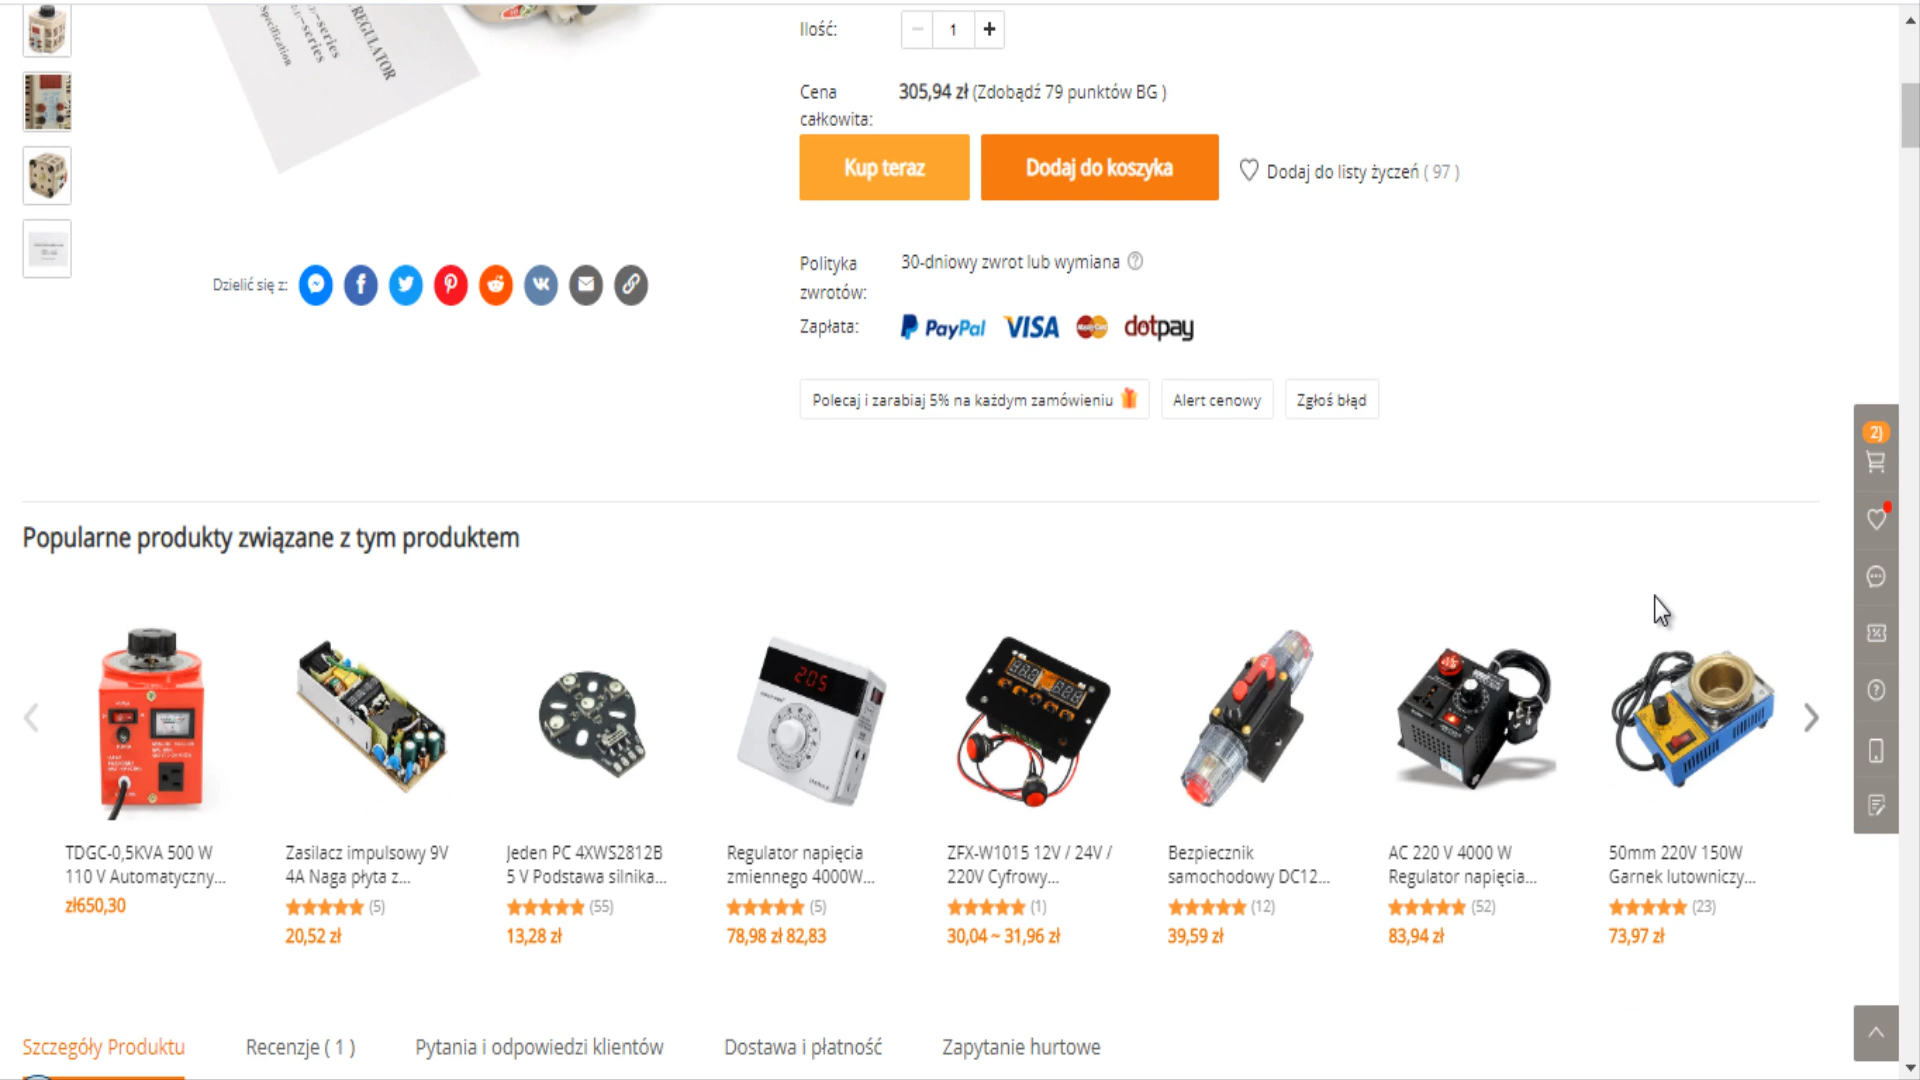 REGULATOR
-series
-series
Specification
Ilość:
1
Cena całkowita:
305,94 zł (Zdobądź 79 punktów BG )
Kup teraz
Dodaj do koszyka
Dodaj do listy życzeń ( 97 )
Dzielić się z:
Polityka zwrotów:
30-dniowy zwrot lub wymiana
Zapłata:
PayPal VISA MasterCard dotpay
Polecaj i zarabiaj 5% na każdym zamówieniu
Alert cenowy
Zgłoś błąd
2)
Popularne produkty związane z tym produktem
205
TDGC-0,5KVA 500 W
110 V Automatyczny...
zł650,30
Zasilacz impulsowy 9V
4A Naga płyta z...
(5)
20,52 zł
Jeden PC 4XWS2812B
5 V Podstawa silnika...
(55)
13,28 zł
Regulator napięcia
zmiennego 4000W...
(5)
78,98 zł 82,83
ZFX-W1015 12V / 24V /
220V Cyfrowy...
(1)
30,04 ~ 31,96 zł
Bezpiecznik
samochodowy DC12...
(12)
39,59 zł
AC 220 V 4000 W
Regulator napięcia...
(52)
83,94 zł
50mm 220V 150W
Garnek lutowniczy...
(23)
73,97 zł
Szczegóły Produktu
Recenzje ( 1 )
Pytania i odpowiedzi klientów
Dostawa i płatność
Zapytanie hurtowe